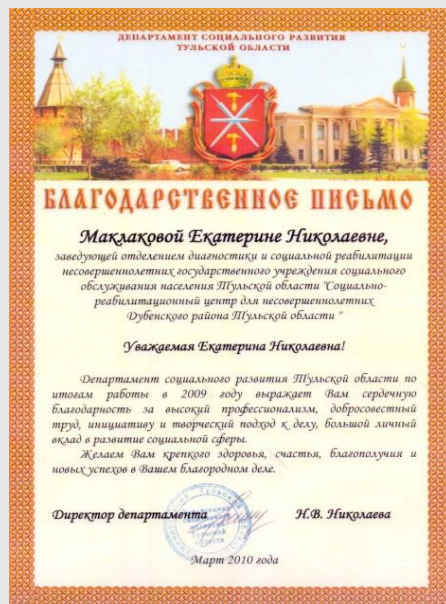 ДЕПАРТАМЕНТ СОЦИАЛЬНОГО РАЗВИТИЯ
ТУЛЬСКОЙ ОБЛАСТИ
БЛАГОДАРСТВЕННОЕ ПИСЬМО
Маклаковой Екатерине Николаевне,
заведующей отделением диагностики и социальной реабилитации
несовершеннолетних государственного учреждения социального
обслуживания населения Тульской области "Социально-
реабилитационный центр для несовершеннолетних
Дубенского района Тульской области "
Уважаемая Екатерина Николаевна!
Департамент социального развития Тульской области по
итогам работы в 2009 году выражает Вам сердечную
благодарность за высокий профессионализм, добросовестный
труд, инициативу и творческий подход к делу, большой личный
вклад в развитие социальной сферы.
Желаем Вам крепкого здоровья, счастья, благополучия и
новых успехов в Вашем благородном деле.
Директор департамента Н.В. Николаева
Март 2010 года